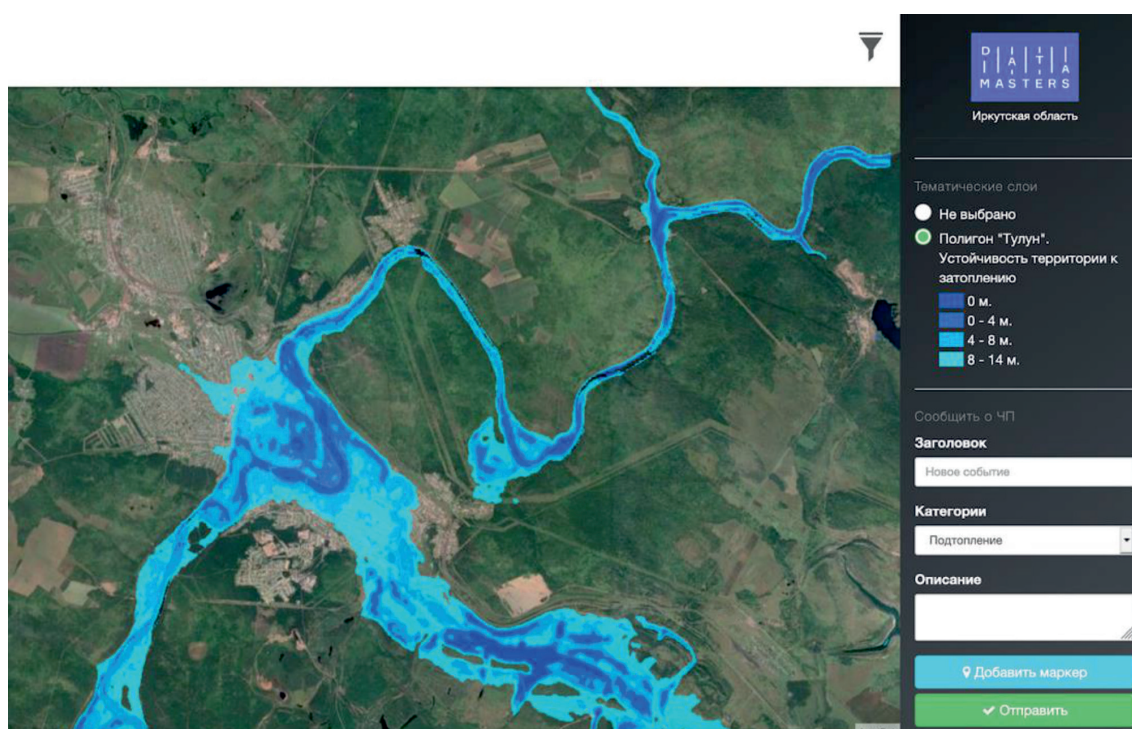 D A T A
MASTERS
Иркутская область
Тематические слои
Не выбрано
Полигон "Тулун".
Устойчивость территории к
затоплению
0 м.
0 - 4 м.
4 - 8 м.
8 - 14 м.
Сообщить о ЧП
Заголовок
Новое событие
Категории
Подтопление
Описание
Добавить маркер
Отправить